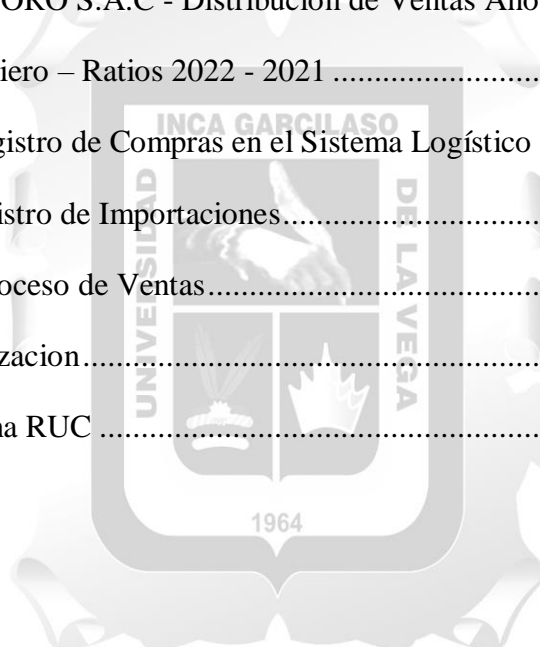 ORO S.A.C - Distribución de Ventas Año
iero – Ratios 2022 - 2021 ..........................
INCA GARCILASO
gistro de Compras en el Sistema Logístico
UNIVERSIDAD
DE LA VEGA
istro de Importaciones.................................
oceso de Ventas..........................................
zacion..........................................................
na RUC .......................................................
1964